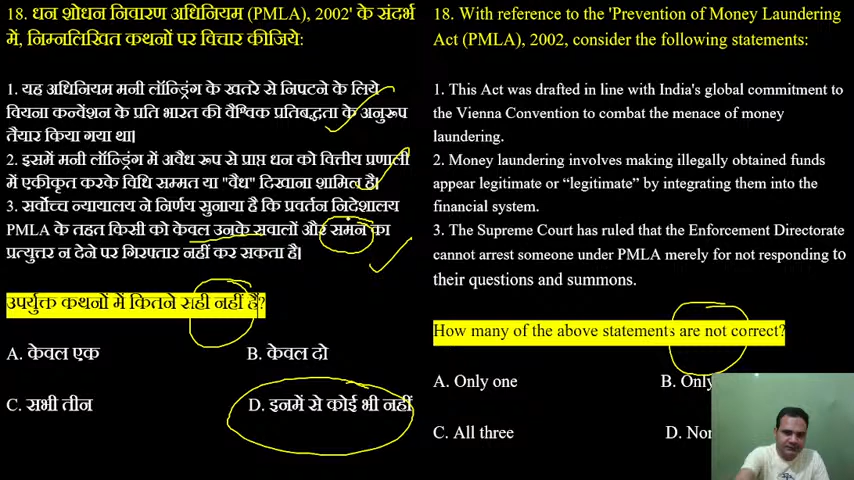 18. धन शोधन निवारण अधिनियम (PMLA), 2002' के संदर्भ
में, निम्नलिखित कथनों पर विचार कीजिये:
1. यह अधिनियम मनी लॉन्ड्रिंग के खतरे से निपटने के लिये
वियना कन्वेंशन के प्रति भारत की वैश्विक प्रतिबद्धता के अनुरूप
तैयार किया गया था।
2. इसमें मनी लॉन्ड्रिंग में अवैध रूप से प्राप्त धन को वित्तीय प्रणाली
में एकीकृत करके विधि सम्मत या "वैध" दिखाना शामिल है।
3. सर्वोच्च न्यायालय ने निर्णय सुनाया है कि प्रवर्तन निदेशालय
PMLA के तहत किसी को केवल उनके सवालों और समन का
प्रत्युत्तर न देने पर गिरफ्तार नहीं कर सकता है।
उपर्युक्त कथनों में कितने सही नहीं हैं?
A. केवल एक
B. केवल दो
C. सभी तीन
D. इनमें से कोई भी नहीं
18. With reference to the 'Prevention of Money Laundering
Act (PMLA), 2002, consider the following statements:
1. This Act was drafted in line with India's global commitment to
the Vienna Convention to combat the menace of money
laundering.
2. Money laundering involves making illegally obtained funds
appear legitimate or “legitimate” by integrating them into the
financial system.
3. The Supreme Court has ruled that the Enforcement Directorate
cannot arrest someone under PMLA merely for not responding to
their questions and summons.
How many of the above statements are not correct?
A. Only one
B. Only
C. All three
D.